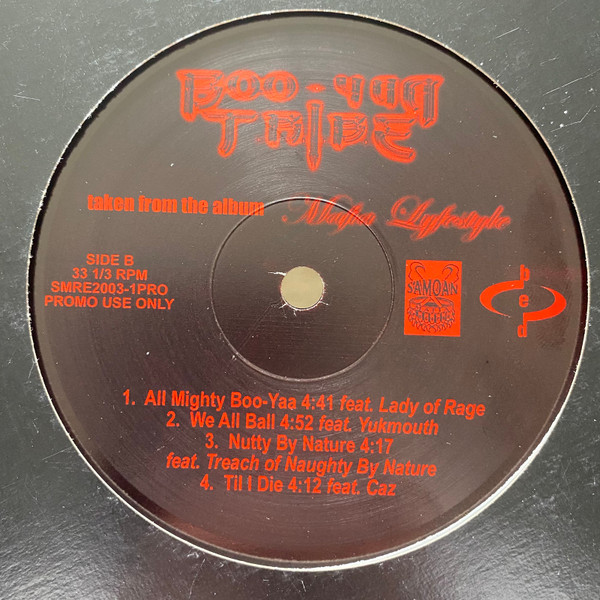 BOO-YAA
TRIBE
taken from the album Mafia Lyfestyle
SIDE B
33 1/3 RPM
SMRE2003-1PRO
PROMO USE ONLY
SAMOAN
1. All Mighty Boo-Yaa 4:41 feat. Lady of Rage
2. We All Ball 4:52 feat. Yukmouth
3. Nutty By Nature 4:17
feat. Treach of Naughty By Nature
4. Til I Die 4:12 feat. Caz